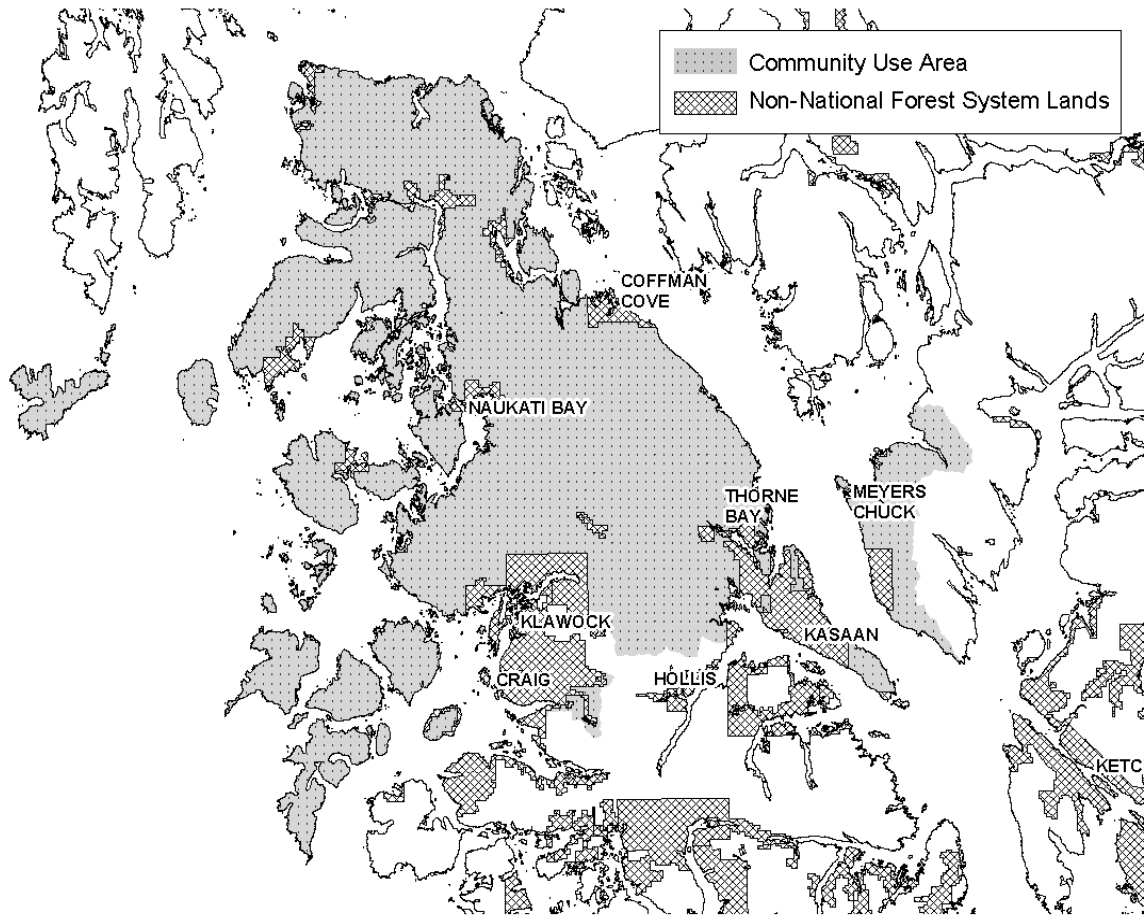 Community Use Area
Non-National Forest System Lands
COFFMAN
COVE
NAUKATI BAY
THORNE
BAY
MEYERS
CHUCK
KLAWOCK
KASAAN
CRAIG
HOLLIS
KETC